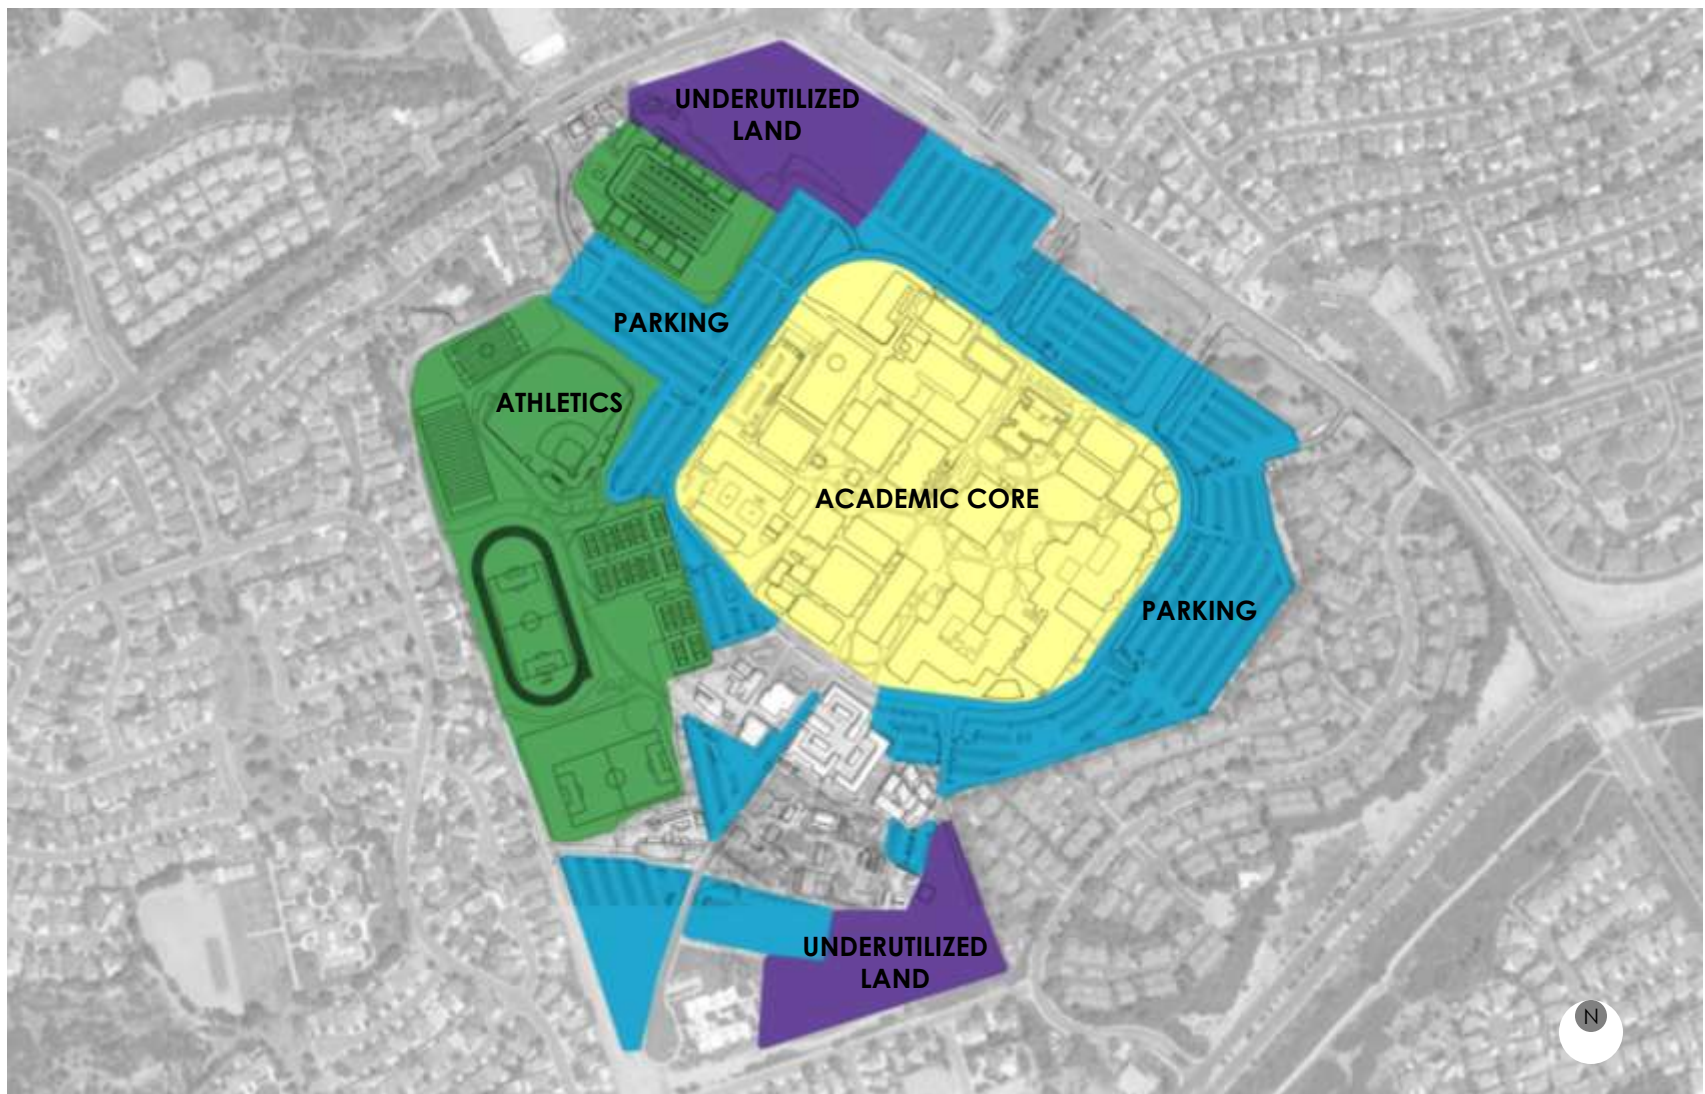 UNDERUTILIZED
LAND
PARKING
ATHLETICS
ACADEMIC CORE
PARKING
UNDERUTILIZED
LAND
N